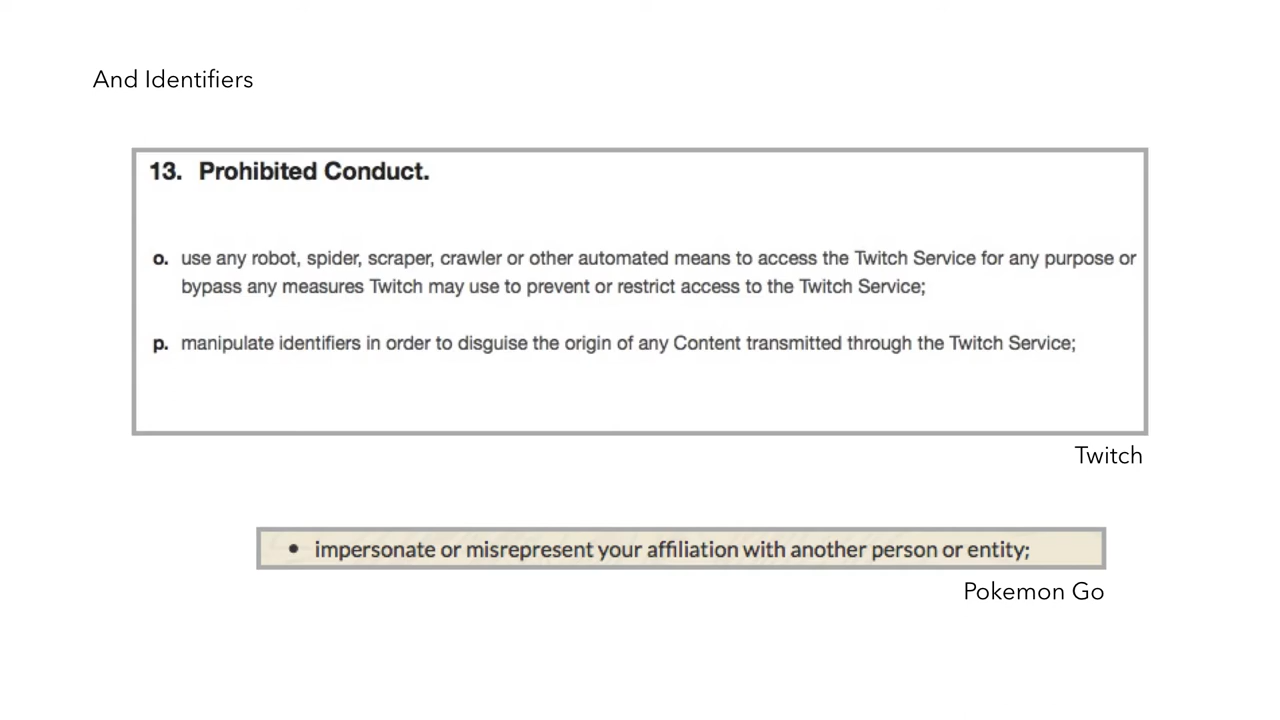 And Identifiers
13. Prohibited Conduct.
o. use any robot, spider, scraper, crawler or other automated means to access the Twitch Service for any purpose or
bypass any measures Twitch may use to prevent or restrict access to the Twitch Service;
p. manipulate identifiers in order to disguise the origin of any Content transmitted through the Twitch Service;
Twitch
• impersonate or misrepresent your affiliation with another person or entity;
Pokemon Go